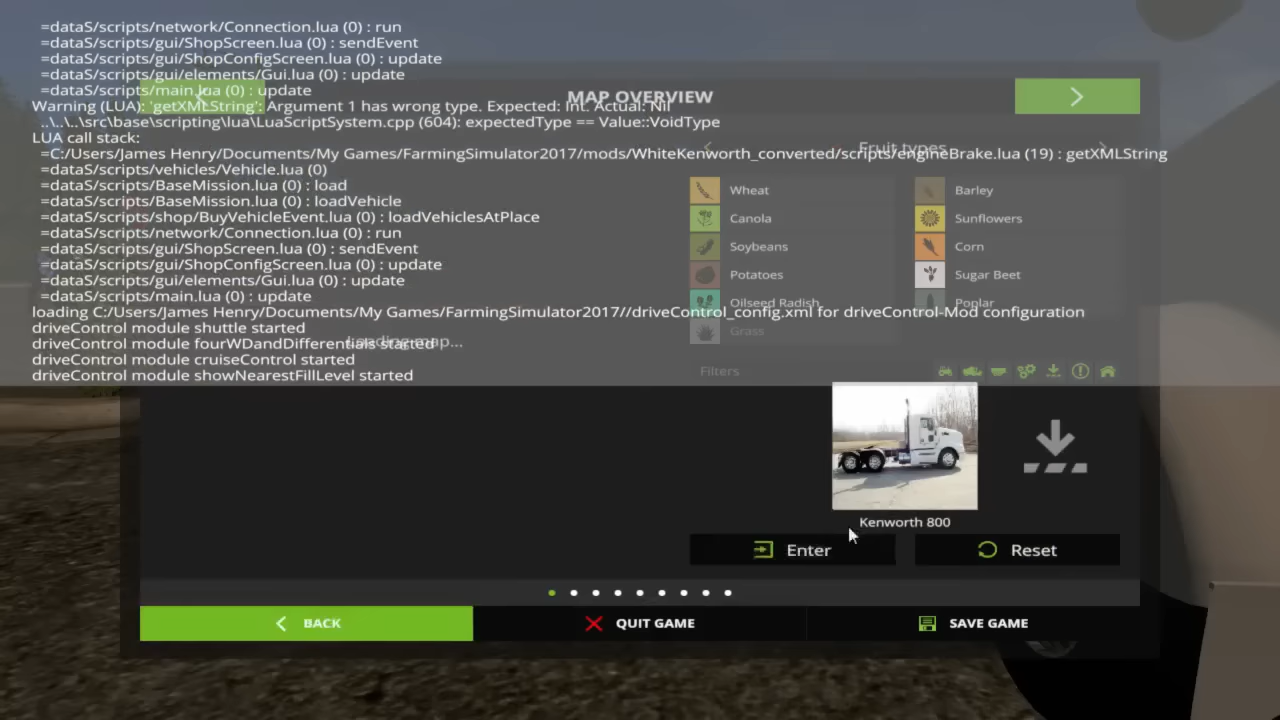 =dataS/scripts/network/Connection.lua (0) : run
=dataS/scripts/gui/ShopScreen.lua (0) : sendEvent
=dataS/scripts/gui/ShopConfigScreen.lua (0) : update
=dataS/scripts/gui/elements/Gui.lua (0) : update
=dataS/scripts/main.lua (0) : update
MAP OVERVIEW
Warning (LUA): 'getXMLString': Argument 1 has wrong type. Expected: Int. Actual: Nil
..\..\..\src\base\scripting\lua\LuaScriptSystem.cpp (604): expectedType == Value::VoidType
LUA call stack:
Fruit types
=C:/Users/James Henry/Documents/My Games/FarmingSimulator2017/mods/WhiteKenworth_converted/scripts/engineBrake.lua (19) : getXMLString
=dataS/scripts/vehicles/Vehicle.lua (0)
=dataS/scripts/BaseMission.lua (0) : load
Wheat
Barley
=dataS/scripts/BaseMission.lua (0) : loadVehicle
=dataS/scripts/shop/BuyVehicleEvent.lua (0) : loadVehiclesAtPlace
Canola
Sunflowers
=dataS/scripts/network/Connection.lua (0) : run
=dataS/scripts/gui/ShopScreen.lua (0) : sendEvent
Soybeans
Corn
=dataS/scripts/gui/ShopConfigScreen.lua (0) : update
=dataS/scripts/gui/elements/Gui.lua (0) : update
Potatoes
Sugar Beet
=dataS/scripts/main.lua (0) : update
Oilseed Radish
Poplar
loading C:/Users/James Henry/Documents/My Games/FarmingSimulator2017//driveControl_config.xml for driveControl-Mod configuration
driveControl module shuttle started
Grass
driveControl module fourWDandDifferentials started
Loading map...
driveControl module cruiseControl started
driveControl module showNearestFillLevel started
Filters
Kenworth 800
Enter
Reset
BACK
QUIT GAME
SAVE GAME